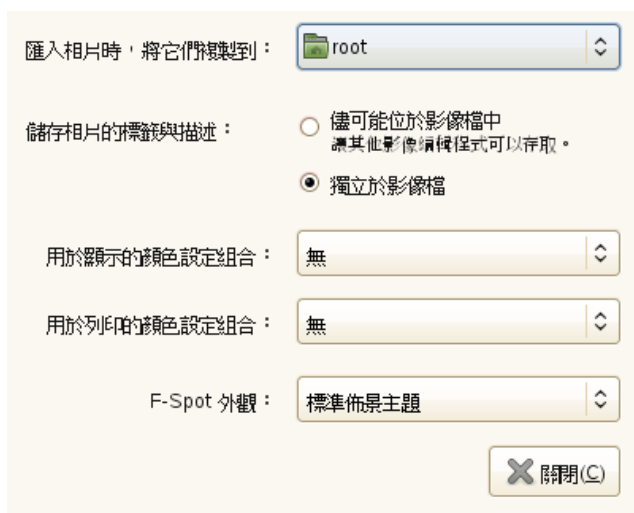 匯入相片時，將它們複製到： root
儲存相片的標籤與描述： 儘可能位於影像檔中
讓其他影像編輯程式可以存取。
獨立於影像檔
用於顯示的顏色設定組合： 無
用於列印的顏色設定組合： 無
F-Spot 外觀： 標準佈景主題
關閉(C)